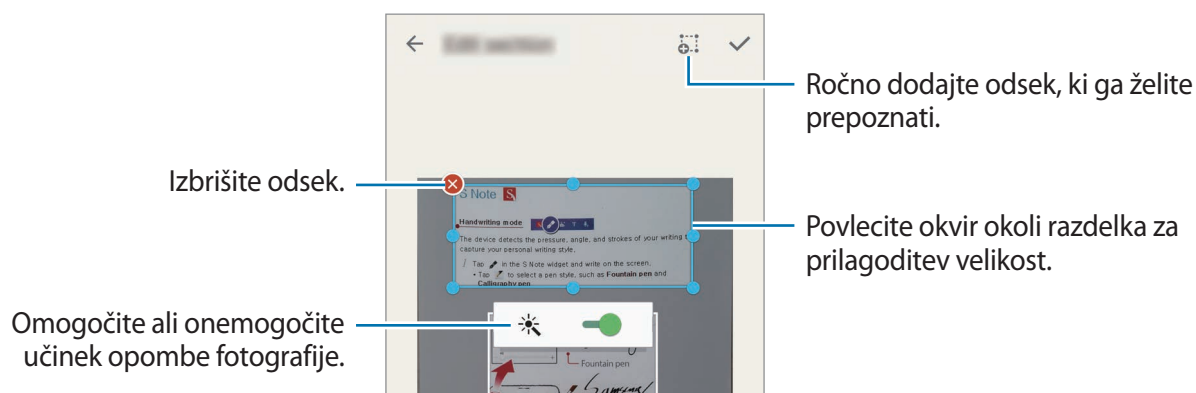 Edit section
Ročno dodajte odsek, ki ga želite
prepoznati.
Izbrišite odsek.
S Note
Handwriting mode
The device detects the pressure, angle, and strokes of your writing
capture your personal writing style.
Tap in the S Note widget and write on the screen.
• Tap to select a pen style, such as Fountain pen and
Calligraphy pen
Povlecite okvir okoli razdelka za
prilagoditev velikost.
Omogočite ali onemogočite
učinek opombe fotografije.
Fountain pen
Samsung